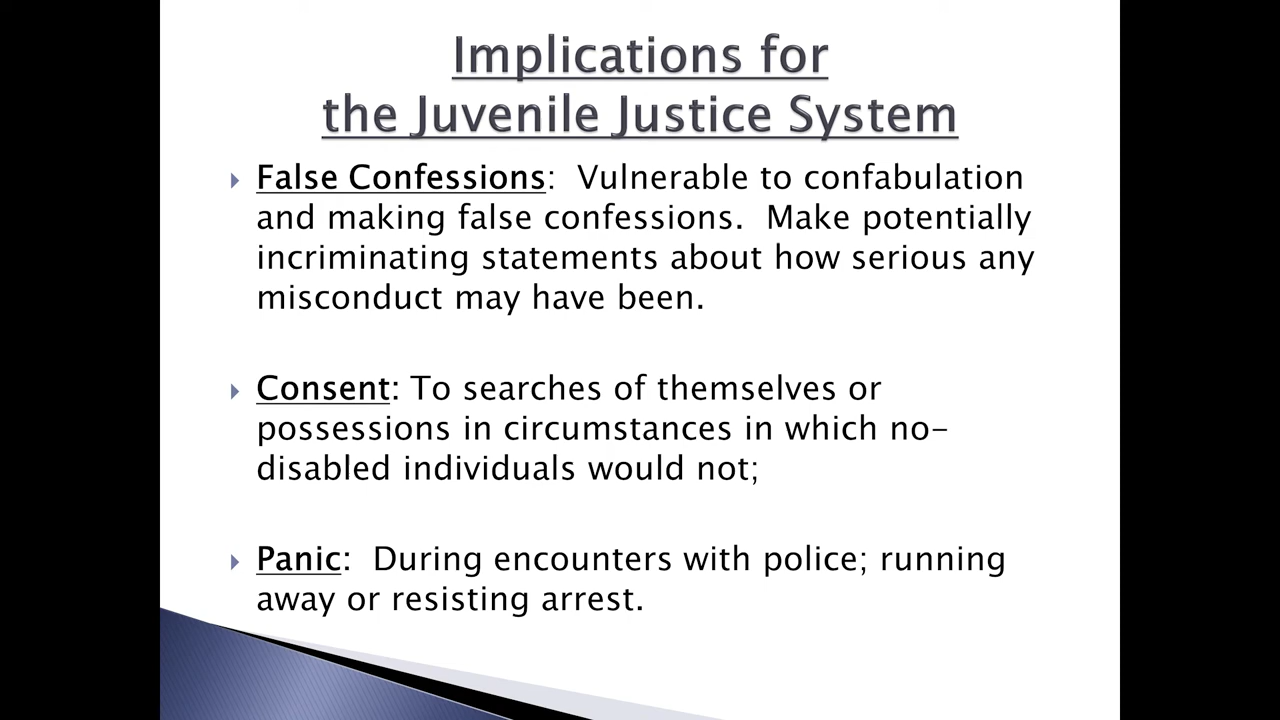 Implications for
the Juvenile Justice System
False Confessions:  Vulnerable to confabulation
and making false confessions.  Make potentially
incriminating statements about how serious any
misconduct may have been.
Consent: To searches of themselves or
possessions in circumstances in which no-
disabled individuals would not;
Panic:  During encounters with police; running
away or resisting arrest.